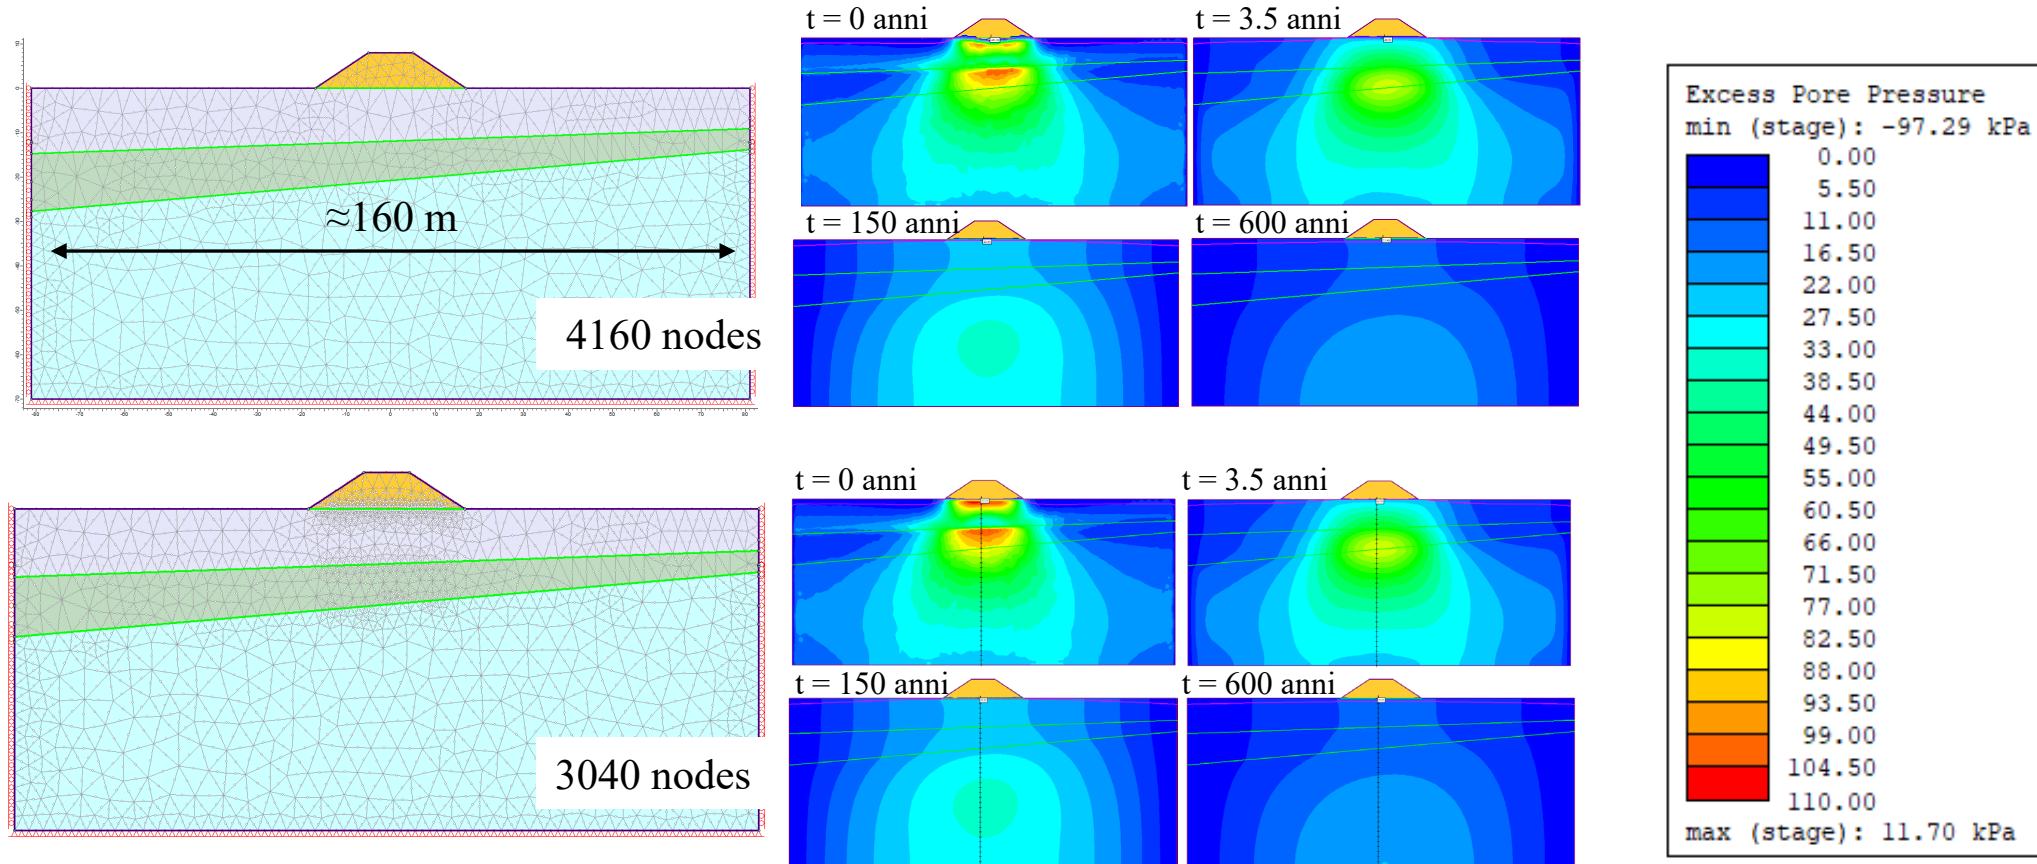 t = 0 anni
t = 3.5 anni
≈160 m
4160 nodes
t = 150 anni
t = 600 anni
t = 0 anni
t = 3.5 anni
3040 nodes
t = 150 anni
t = 600 anni
Excess Pore Pressure
min (stage): -97.29 kPa
0.00
5.50
11.00
16.50
22.00
27.50
33.00
38.50
44.00
49.50
55.00
60.50
66.00
71.50
77.00
82.50
88.00
93.50
99.00
104.50
110.00
max (stage): 11.70 kPa